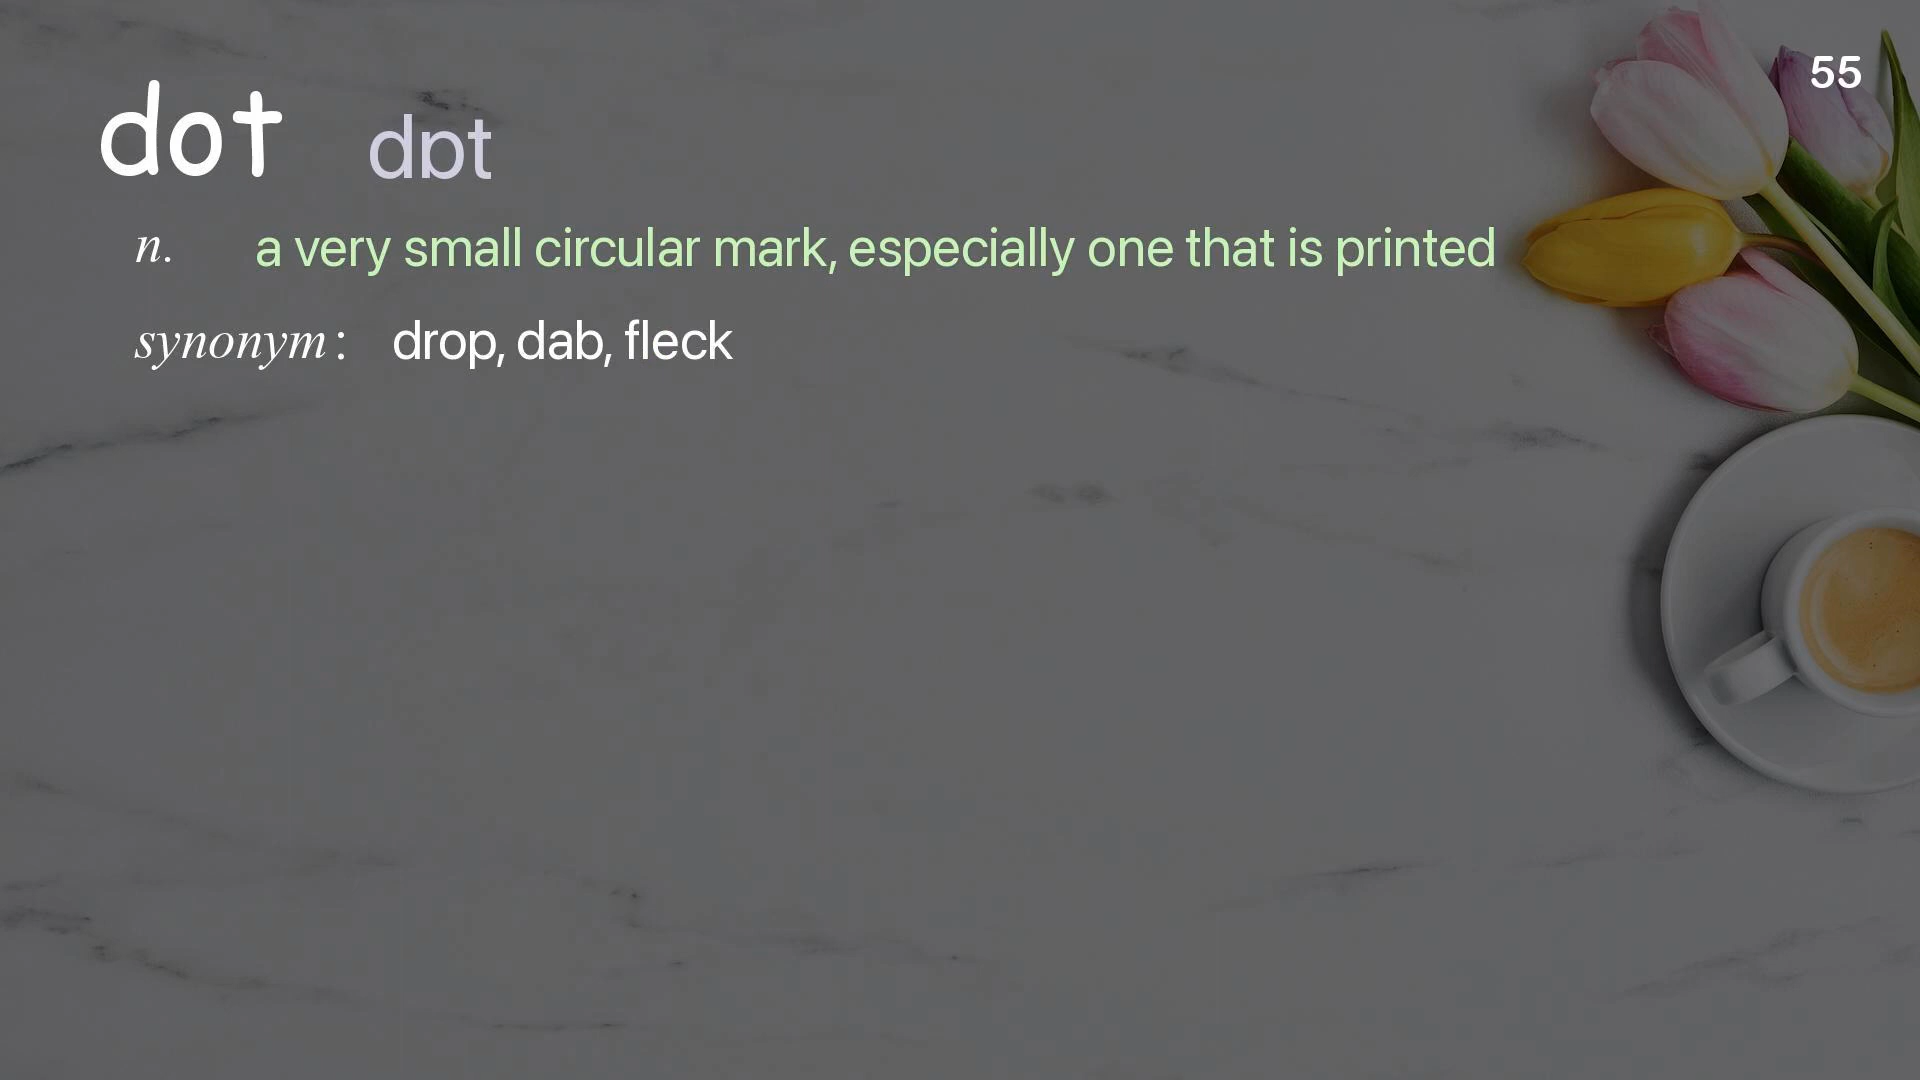 55
dot dɒt
n. a very small circular mark, especially one that is printed
synonym: drop, dab, fleck